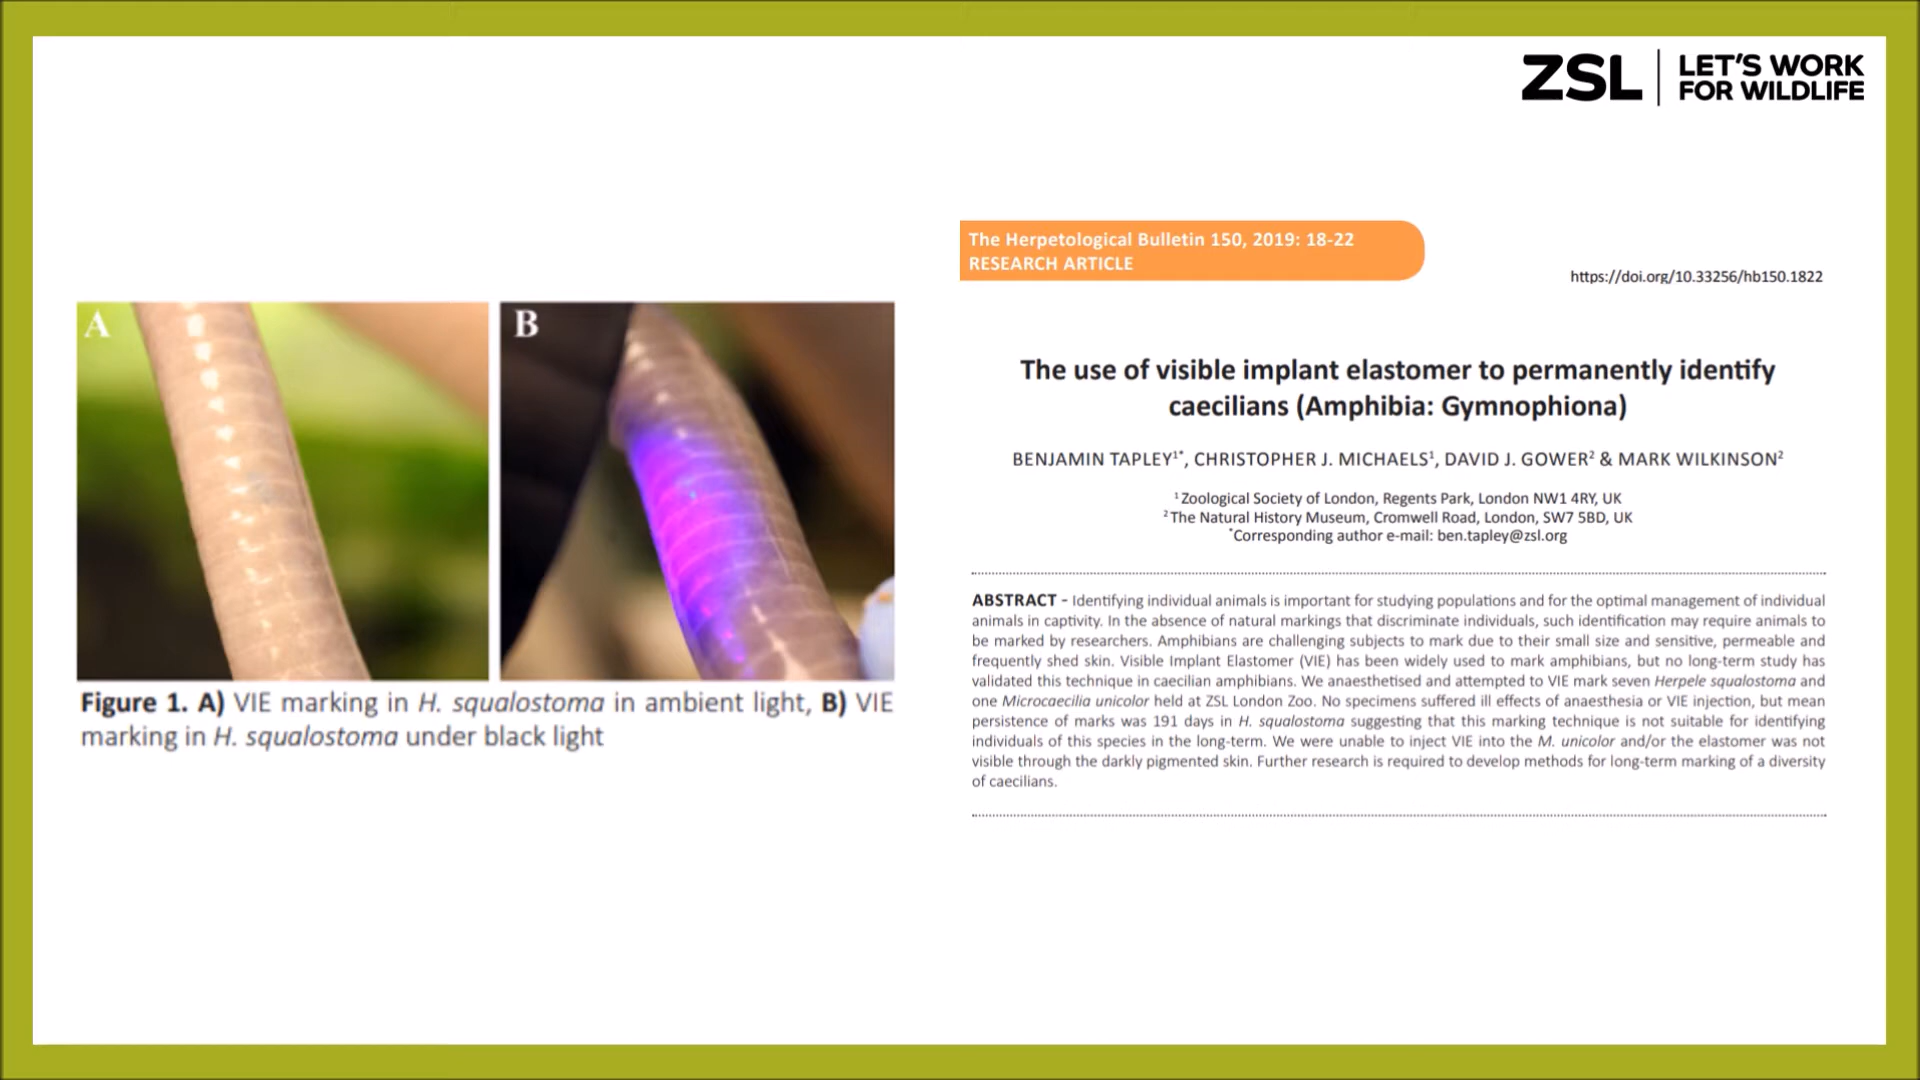 ZSL
LET'S WORK
FOR WILDLIFE
The Herpetological Bulletin 150, 2019: 18-22
RESEARCH ARTICLE
https://doi.org/10.33256/hb150.1822
The use of visible implant elastomer to permanently identify
caecilians (Amphibia: Gymnophiona)
BENJAMIN TAPLEY¹*, CHRISTOPHER J. MICHAELS¹, DAVID J. GOWER² & MARK WILKINSON²
¹ Zoological Society of London, Regents Park, London NW1 4RY, UK
² The Natural History Museum, Cromwell Road, London, SW7 5BD, UK
*Corresponding author e-mail: ben.tapley@zsl.org
ABSTRACT - Identifying individual animals is important for studying populations and for the optimal management of individual
animals in captivity. In the absence of natural markings that discriminate individuals, such identification may require animals to
be marked by researchers. Amphibians are challenging subjects to mark due to their small size and sensitive, permeable and
frequently shed skin. Visible Implant Elastomer (VIE) has been widely used to mark amphibians, but no long-term study has
validated this technique in caecilian amphibians. We anaesthetised and attempted to VIE mark seven Herpele squalostoma and
one Microcaecilia unicolor held at ZSL London Zoo. No specimens suffered ill effects of anaesthesia or VIE injection, but mean
persistence of marks was 191 days in H. squalostoma suggesting that this marking technique is not suitable for identifying
individuals of this species in the long-term. We were unable to inject VIE into the M. unicolor and/or the elastomer was not
visible through the darkly pigmented skin. Further research is required to develop methods for long-term marking of a diversity
of caecilians.
A
B
Figure 1. A) VIE marking in H. squalostoma in ambient light, B) VIE
marking in H. squalostoma under black light